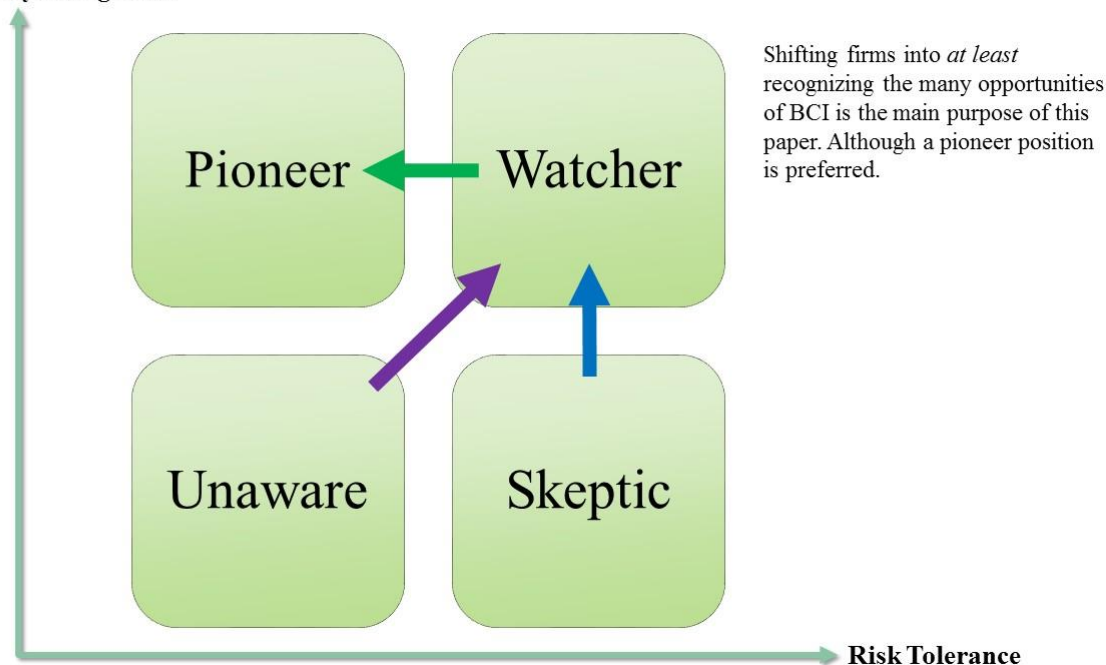 Shifting firms into at least
recognizing the many opportunities
of BCI is the main purpose of this
paper. Although a pioneer position
is preferred.
Pioneer
Watcher
Unaware
Skeptic
Risk Tolerance